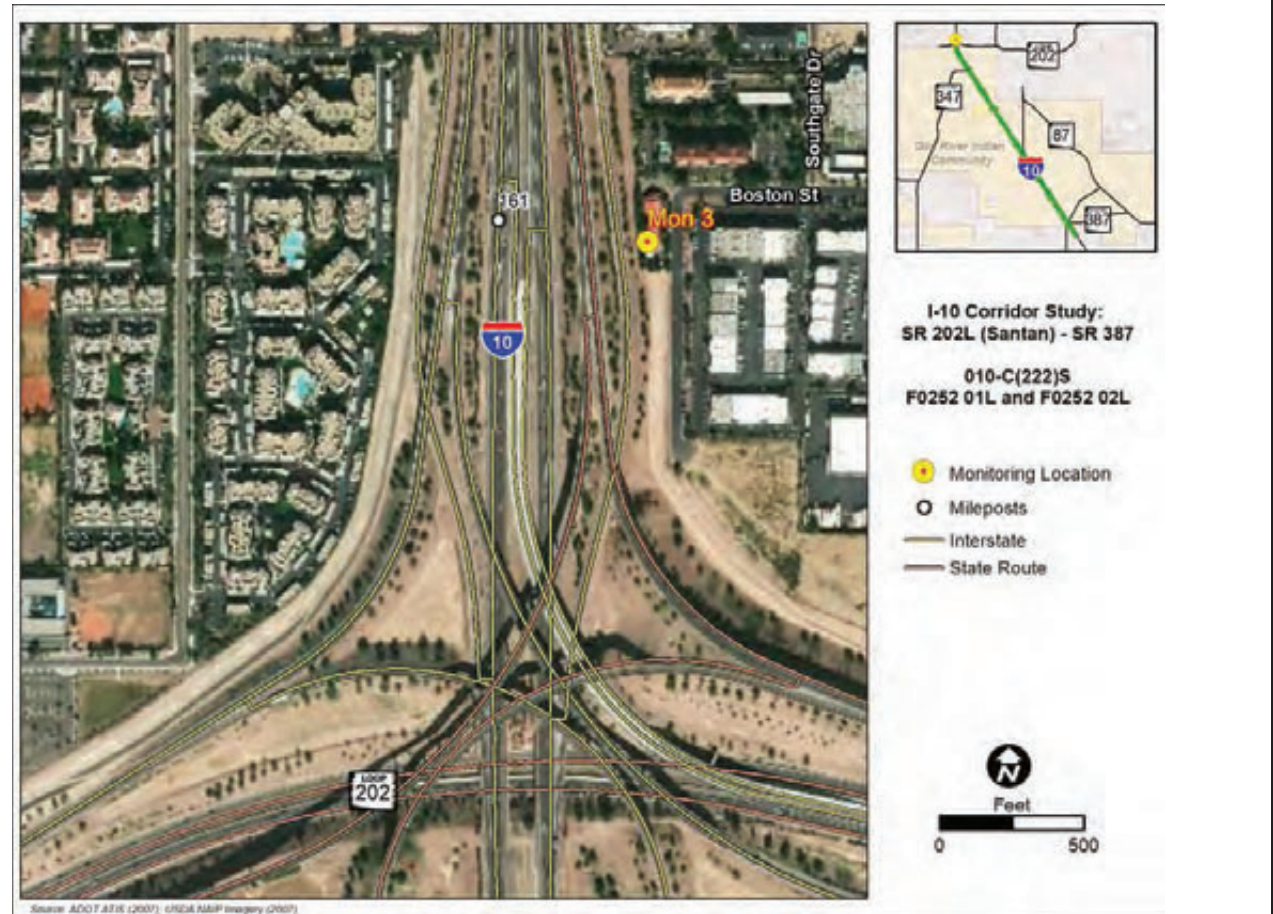 161
Mon 3
Boston St
Southgate Dr
10
LOOP
202
202
347
87
Gila River Indian
Community
10
387
I-10 Corridor Study:
SR 202L (Santan) - SR 387
010-C(222)S
F0252 01L and F0252 02L
Monitoring Location
Mileposts
Interstate
State Route
N
Feet
0 500
Source: ADOT ATIS (2007); USDA NAIP Imagery (2007)